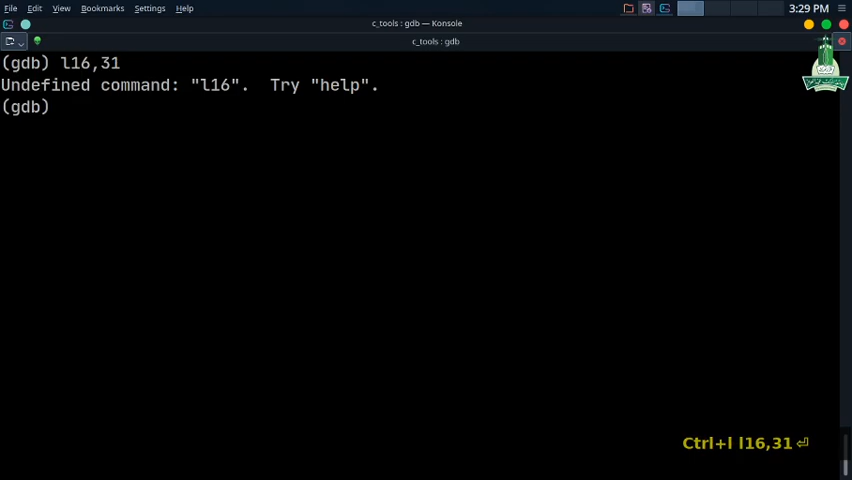 File Edit View Bookmarks Settings Help
3:29 PM
c_tools : gdb — Konsole
c_tools : gdb
(gdb) l16,31
Undefined command: "l16".  Try "help".
(gdb)
Ctrl+l l16,31⏎